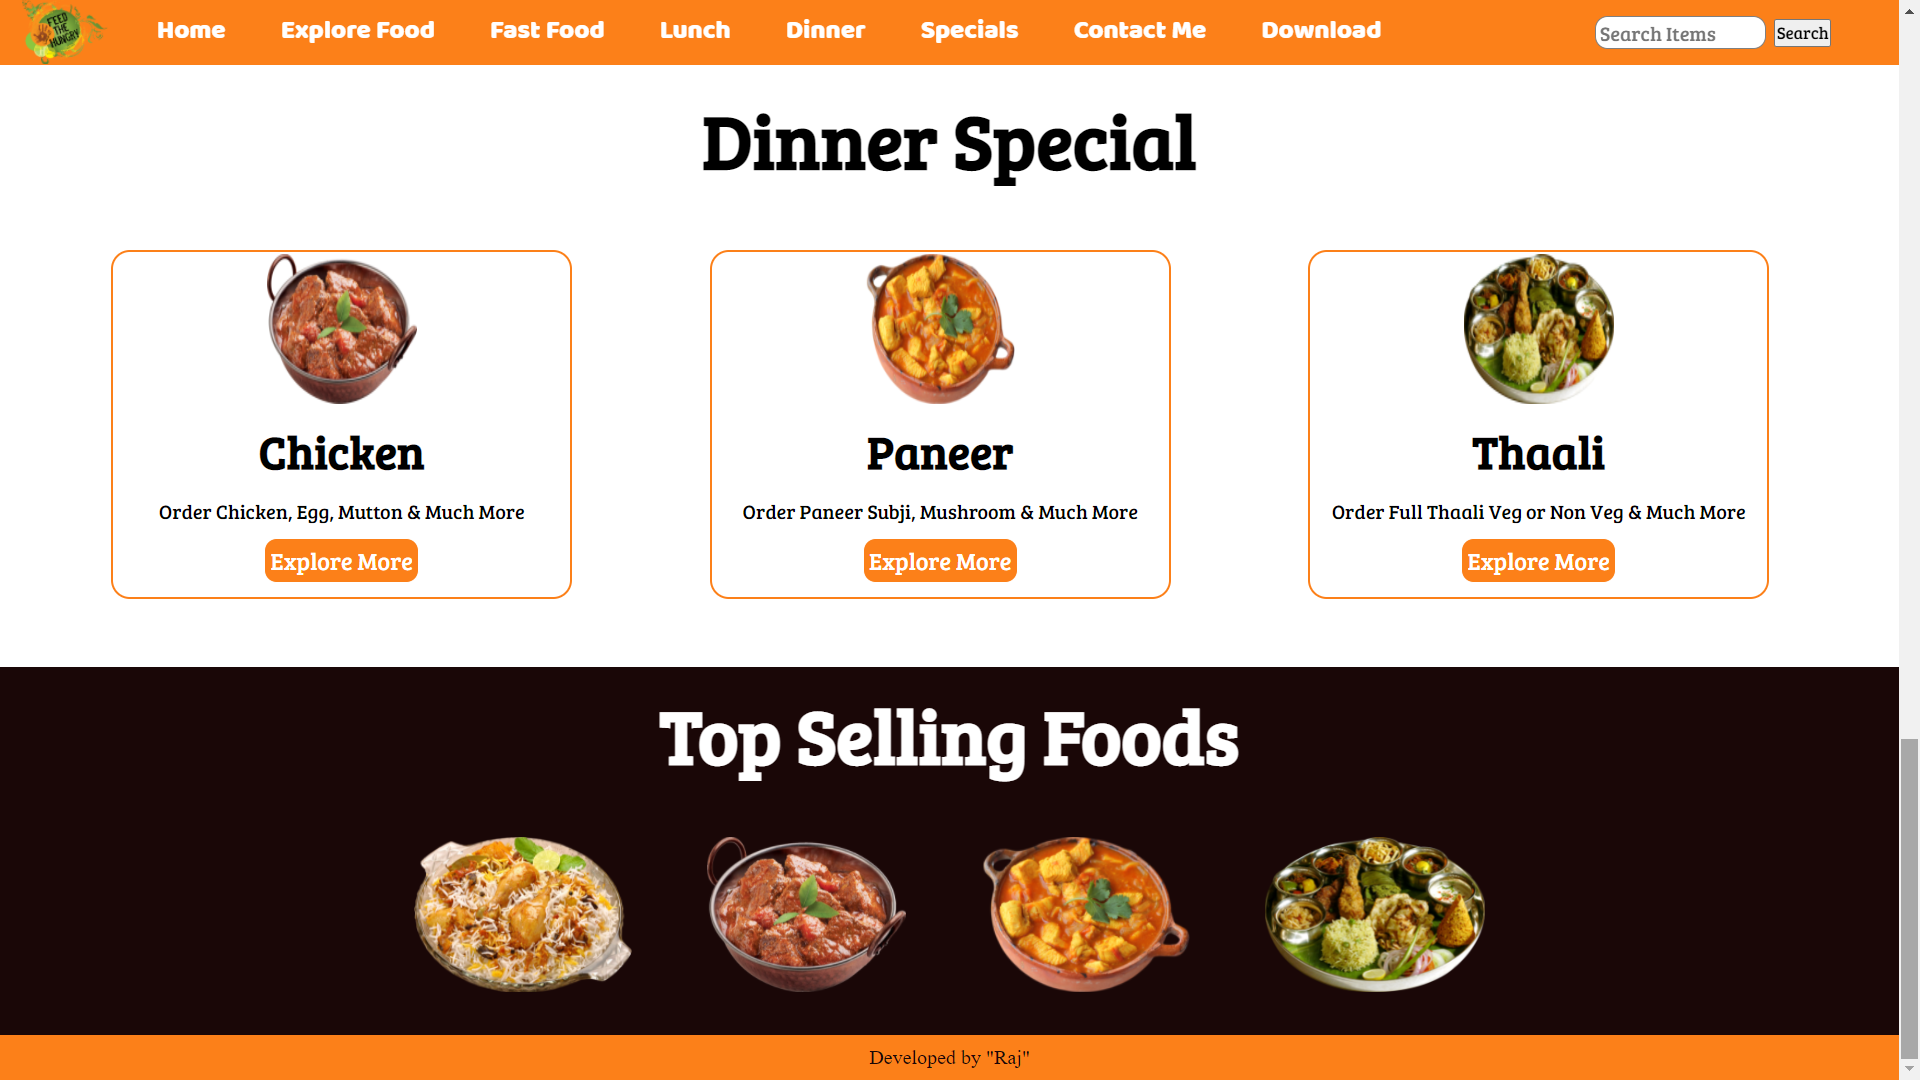 FEED
THE
HUNGRY
Home Explore Food Fast Food Lunch Dinner Specials Contact Me Download Search Items Search
Dinner Special
Chicken
Order Chicken, Egg, Mutton & Much More
Explore More
Paneer
Order Paneer Subji, Mushroom & Much More
Explore More
Thaali
Order Full Thaali Veg or Non Veg & Much More
Explore More
Top Selling Foods
Developed by "Raj"